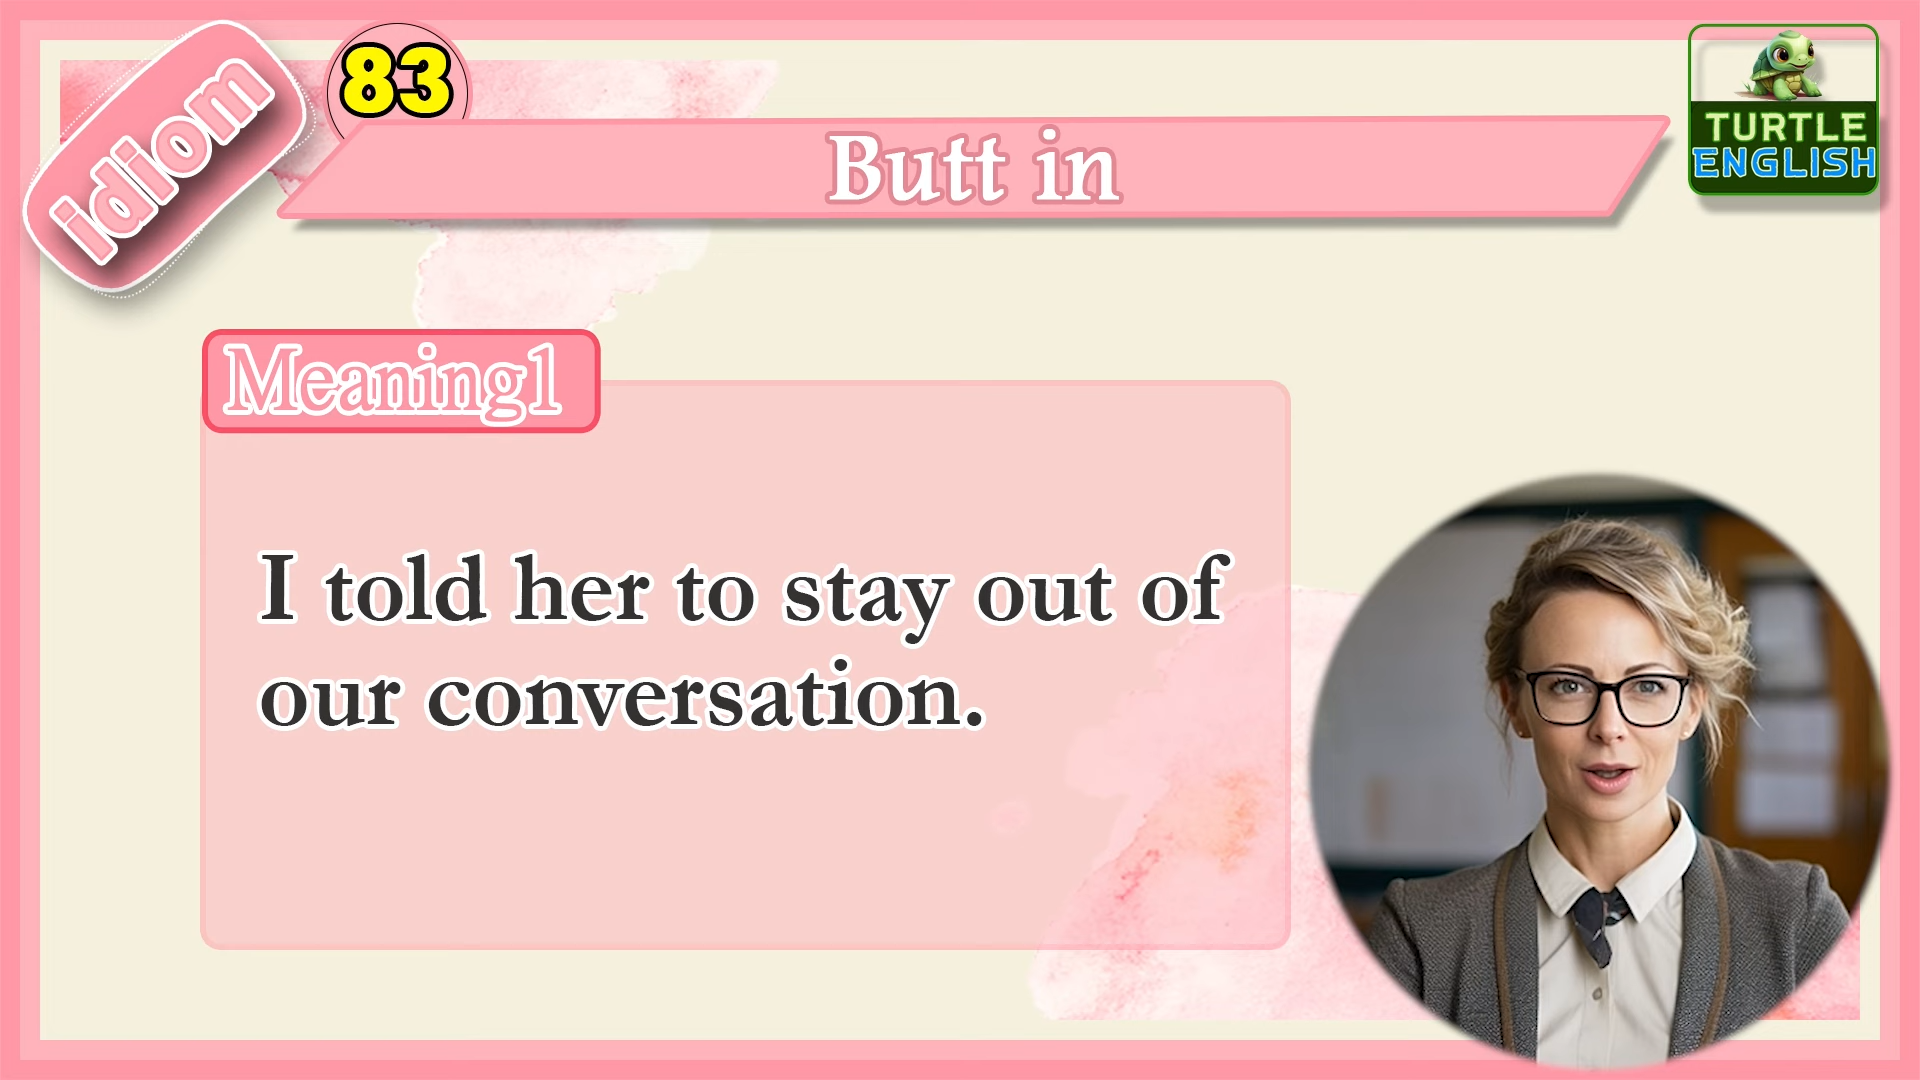 idiom
83
Butt in
TURTLE
ENGLISH
Meaning1
I told her to stay out of
our conversation.